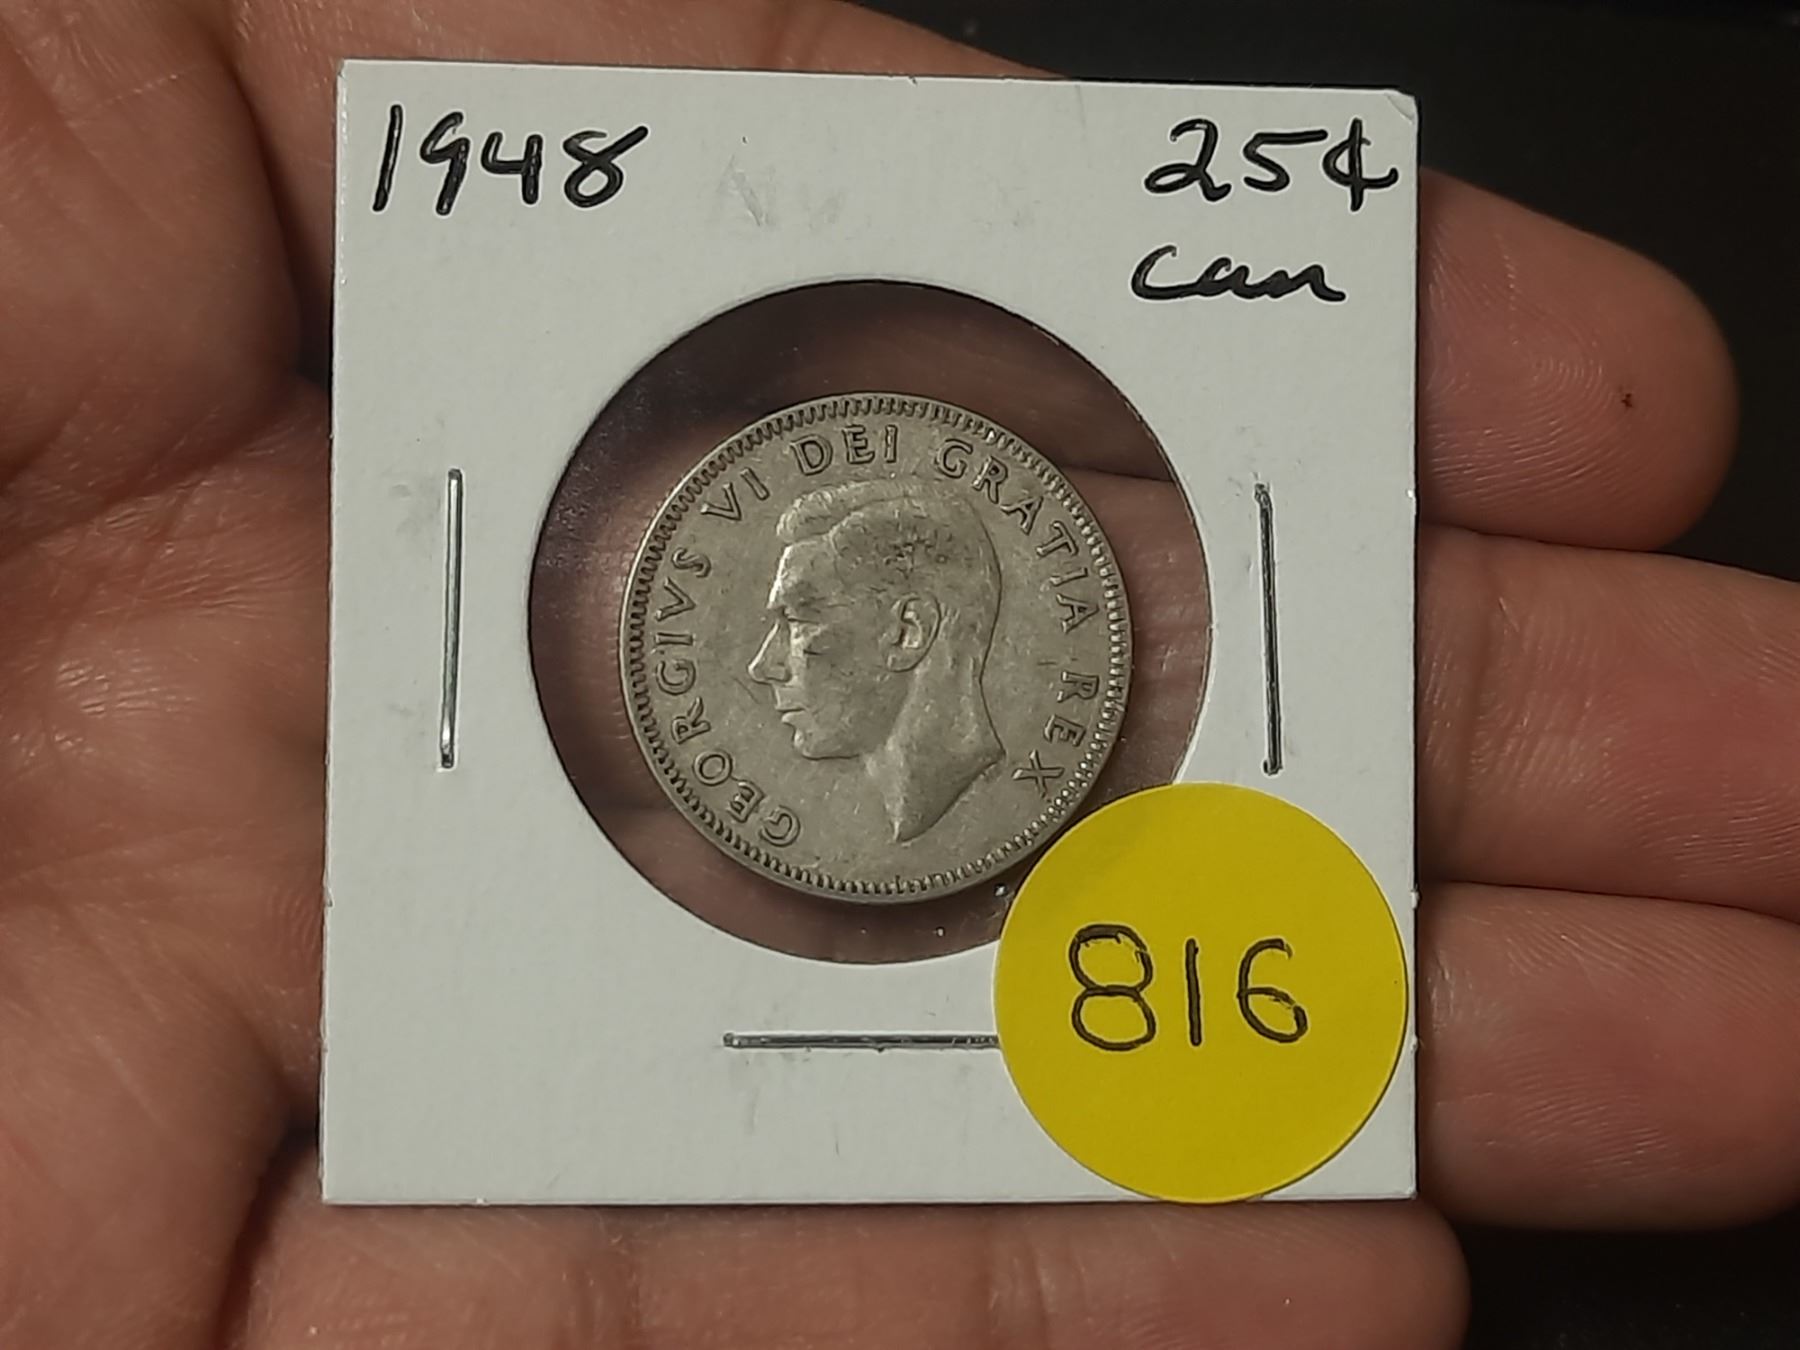 1948
25¢
Can
GEORGIVS VI DEI GRATIA REX
816